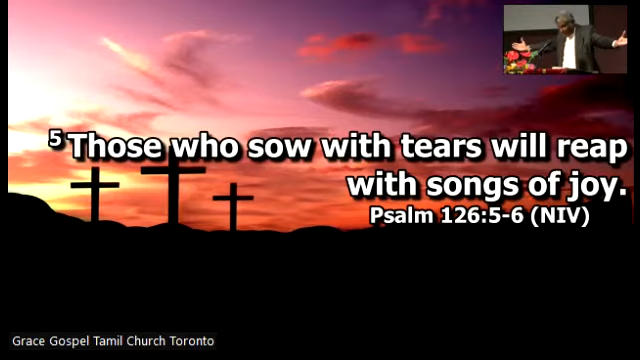 5 Those who sow with tears will reap
with songs of joy.
Psalm 126:5-6 (NIV)
Grace Gospel Tamil Church Toronto